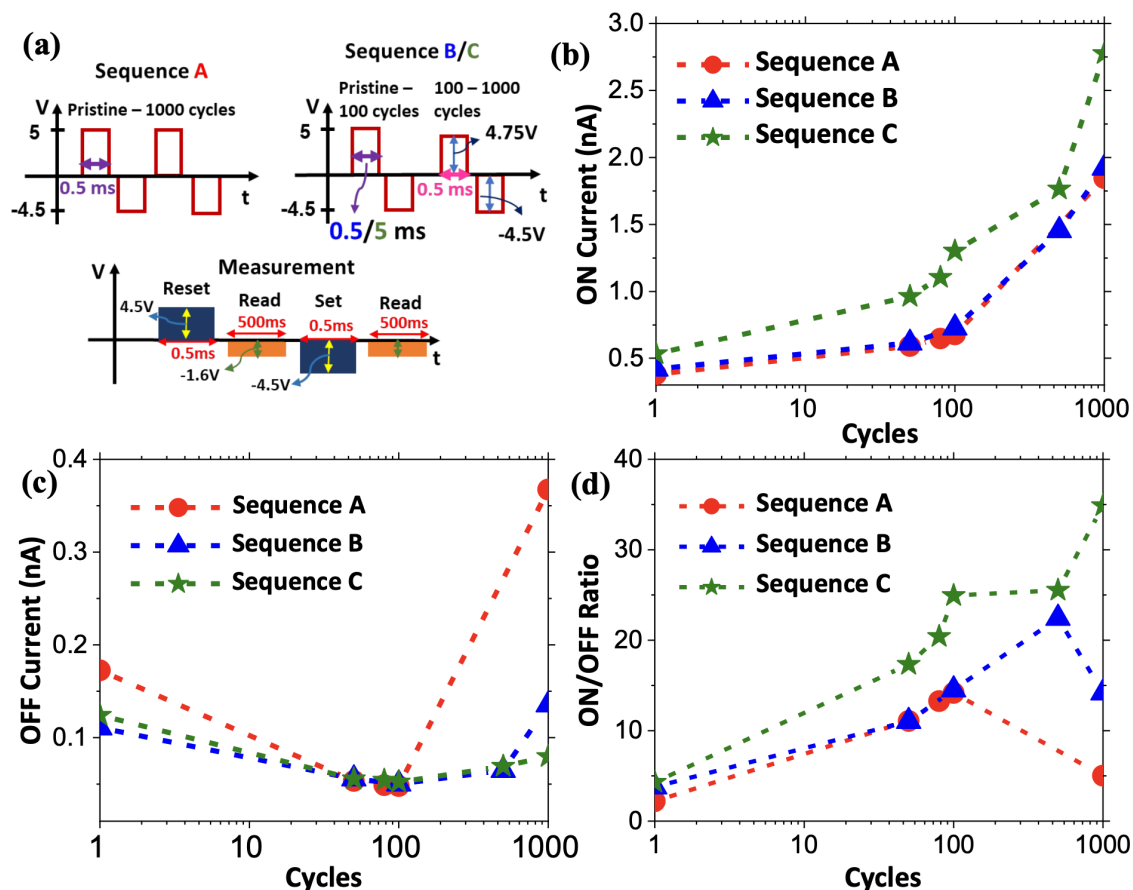 (a)
Sequence A
V
Pristine – 1000 cycles
5
0.5 ms
t
-4.5
Sequence B/C
V
Pristine –
100 cycles
100 – 1000
cycles
5
4.75V
0.5 ms
t
-4.5
-4.5V
0.5/5 ms
Measurement
V
Reset
Read
Set
Read
4.5V
500ms
0.5ms
500ms
t
0.5ms
-1.6V
-4.5V
(b)
3.0
2.5
2.0
1.5
1.0
0.5
ON Current (nA)
Sequence A
Sequence B
Sequence C
1
10
100
1000
Cycles
(c)
0.4
0.3
0.2
0.1
OFF Current (nA)
Sequence A
Sequence B
Sequence C
1
10
100
1000
Cycles
(d)
40
30
20
10
0
ON/OFF Ratio
Sequence A
Sequence B
Sequence C
1
10
100
1000
Cycles